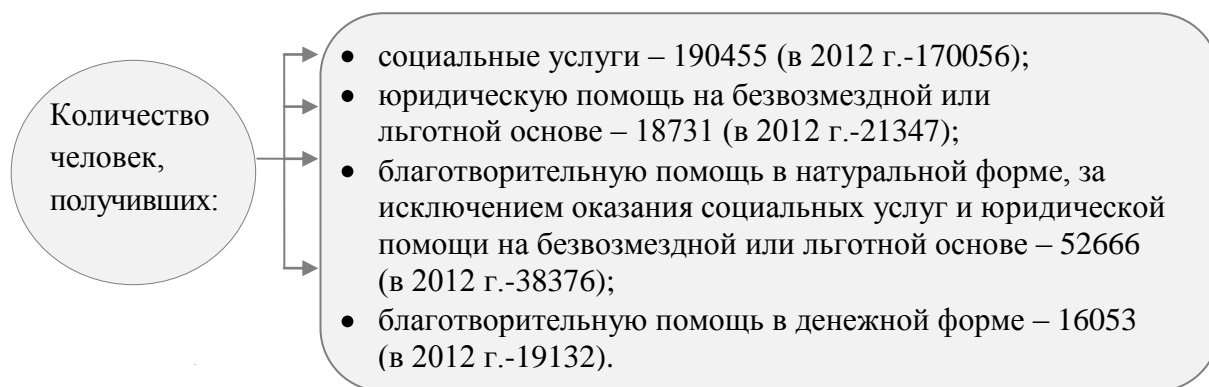 Количество
человек,
получивших:
• социальные услуги – 190455 (в 2012 г.-170056);
• юридическую помощь на безвозмездной или
льготной основе – 18731 (в 2012 г.-21347);
• благотворительную помощь в натуральной форме, за
исключением оказания социальных услуг и юридической
помощи на безвозмездной или льготной основе – 52666
(в 2012 г.-38376);
• благотворительную помощь в денежной форме – 16053
(в 2012 г.-19132).